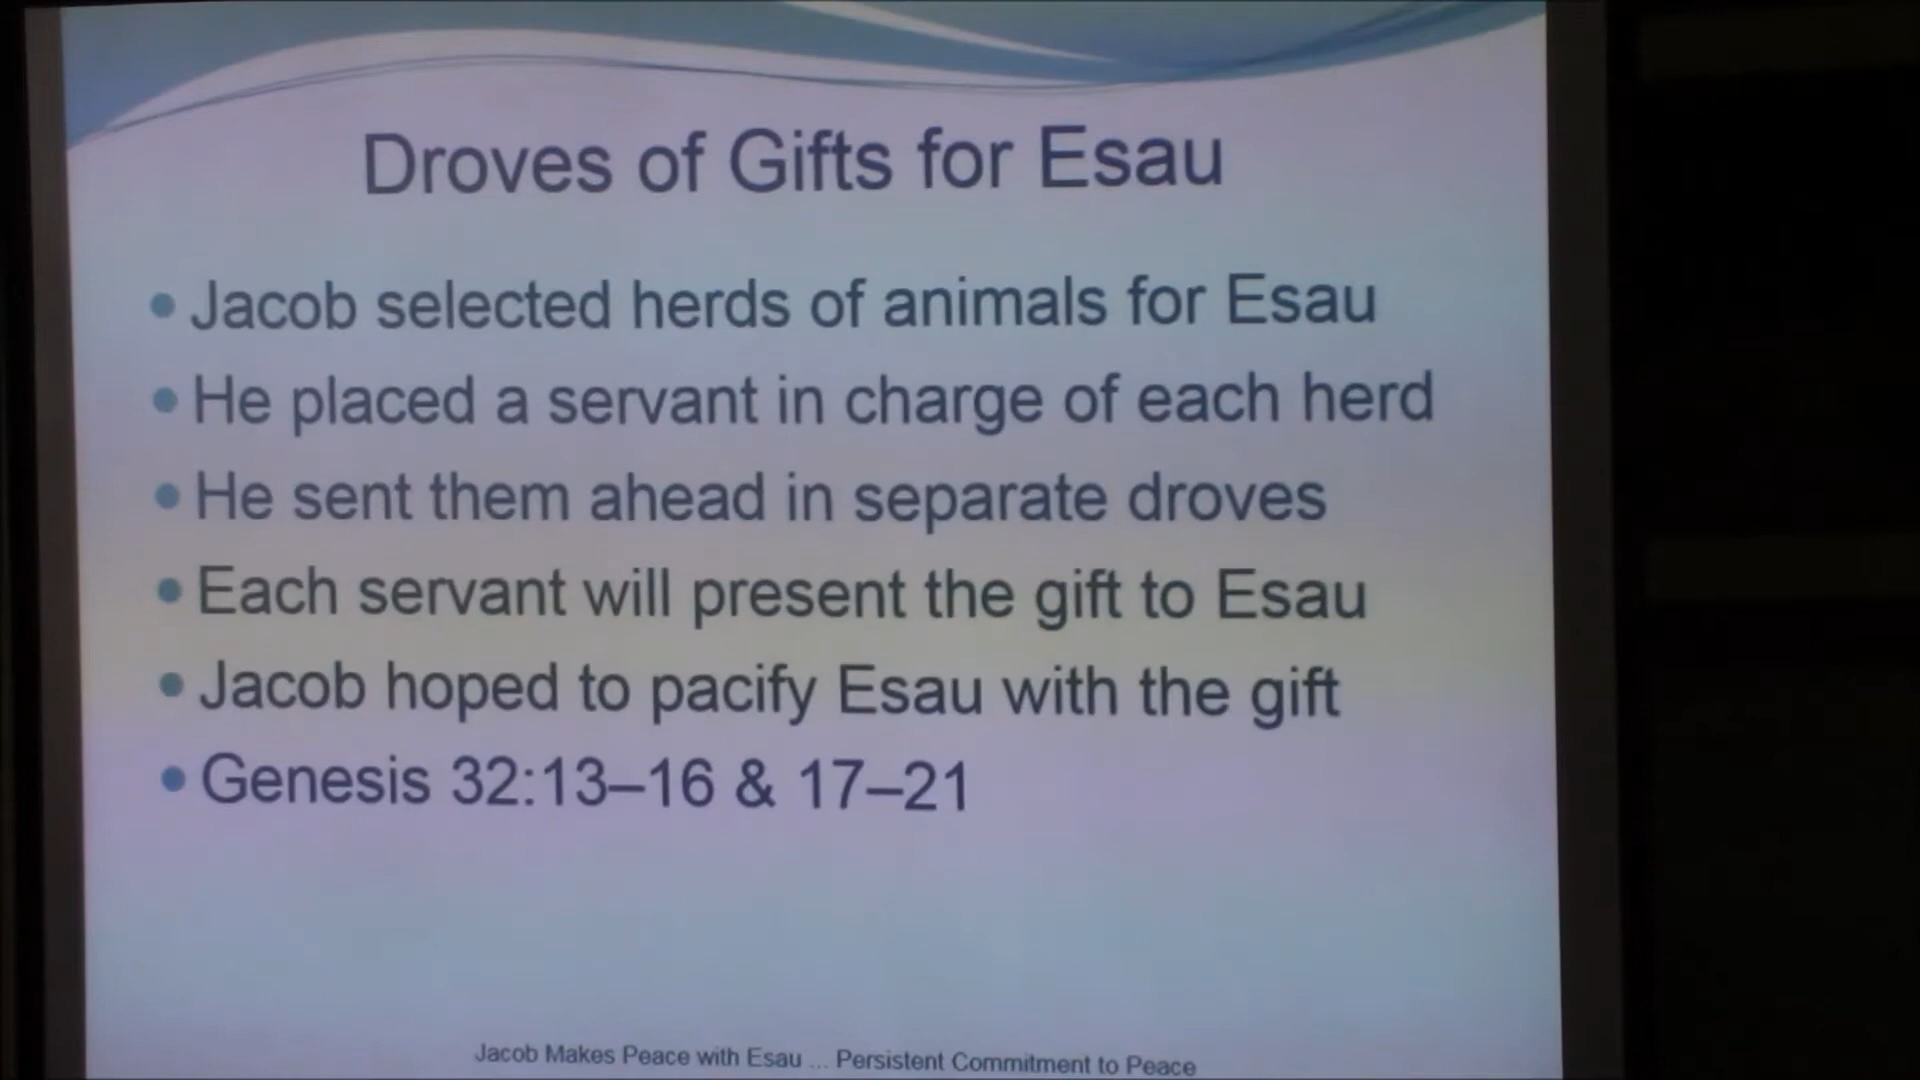 Droves of Gifts for Esau
• Jacob selected herds of animals for Esau
• He placed a servant in charge of each herd
• He sent them ahead in separate droves
• Each servant will present the gift to Esau
• Jacob hoped to pacify Esau with the gift
• Genesis 32:13–16 & 17–21
Jacob Makes Peace with Esau ... Persistent Commitment to Peace